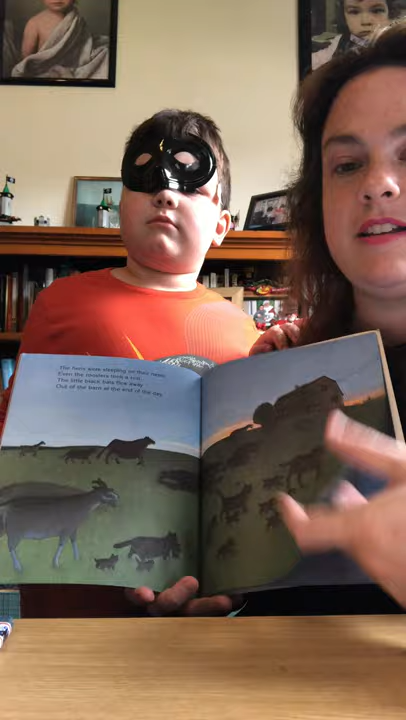 The hens were sleeping on their nests.
Even the roosters took a rest.
The little black bats flew away
Out of the barn at the end of the day.